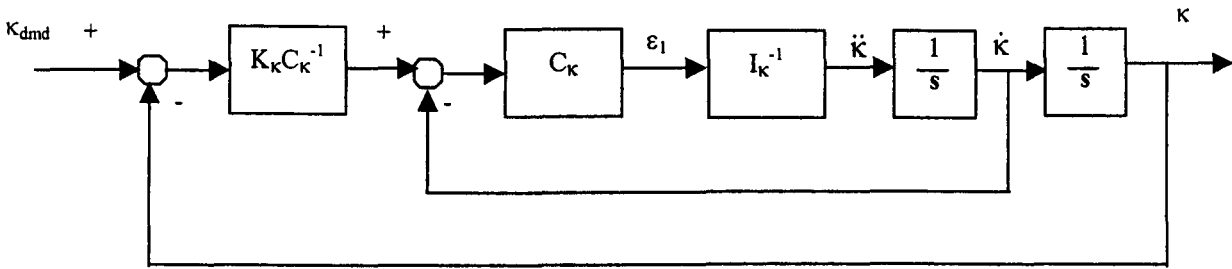 κdmd + KκCκ⁻¹ + Cκ ε1 Iκ⁻¹ κ̈ 1/s κ̇ 1/s κ
- -